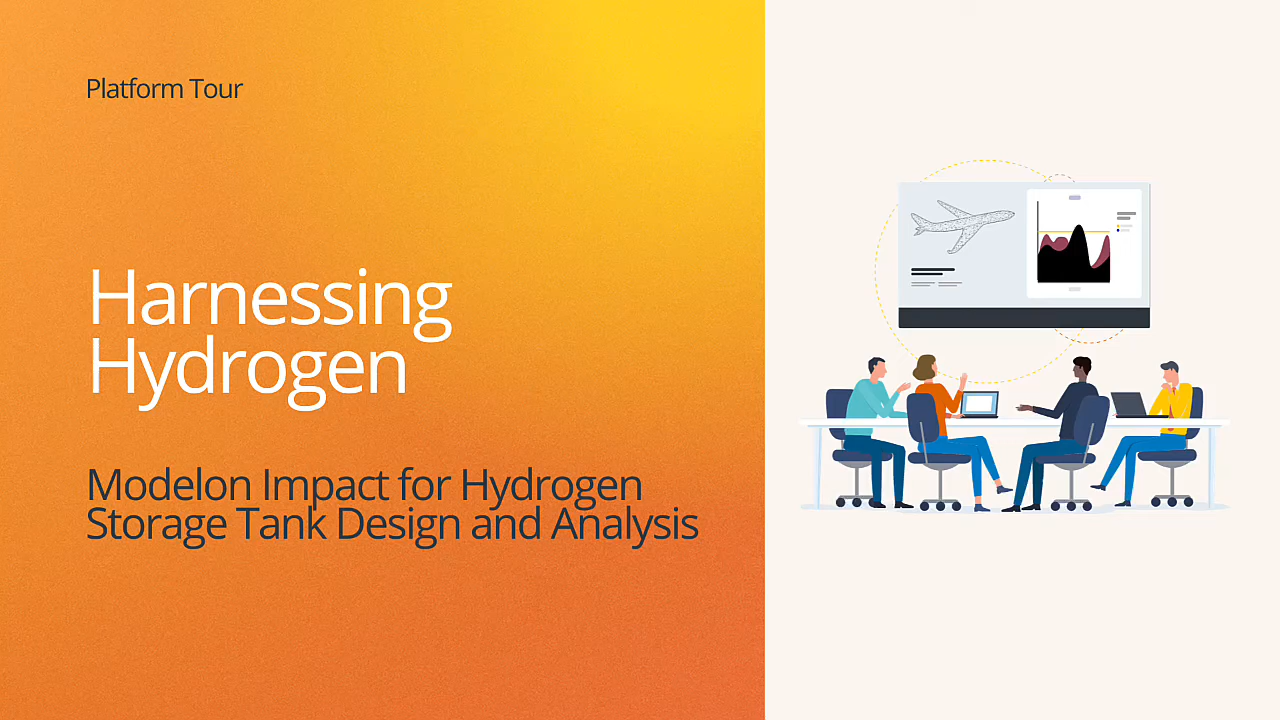 Platform Tour
Harnessing
Hydrogen
Modelon Impact for Hydrogen
Storage Tank Design and Analysis